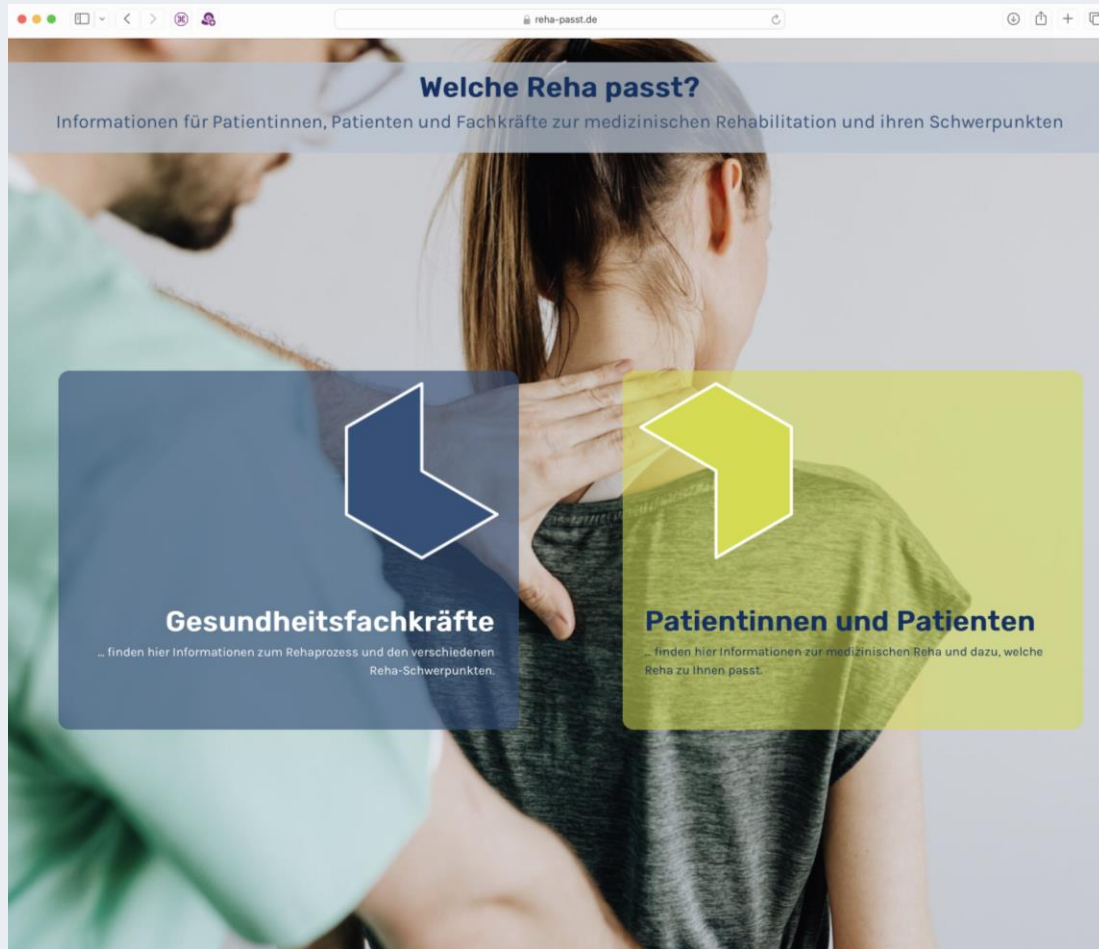 reha-passt.de
Welche Reha passt?
Informationen für Patientinnen, Patienten und Fachkräfte zur medizinischen Rehabilitation und ihren Schwerpunkten
Gesundheitsfachkräfte
... finden hier Informationen zum Rehaprozess und den verschiedenen
Reha-Schwerpunkten.
Patientinnen und Patienten
... finden hier Informationen zur medizinischen Reha und dazu, welche
Reha zu Ihnen passt.